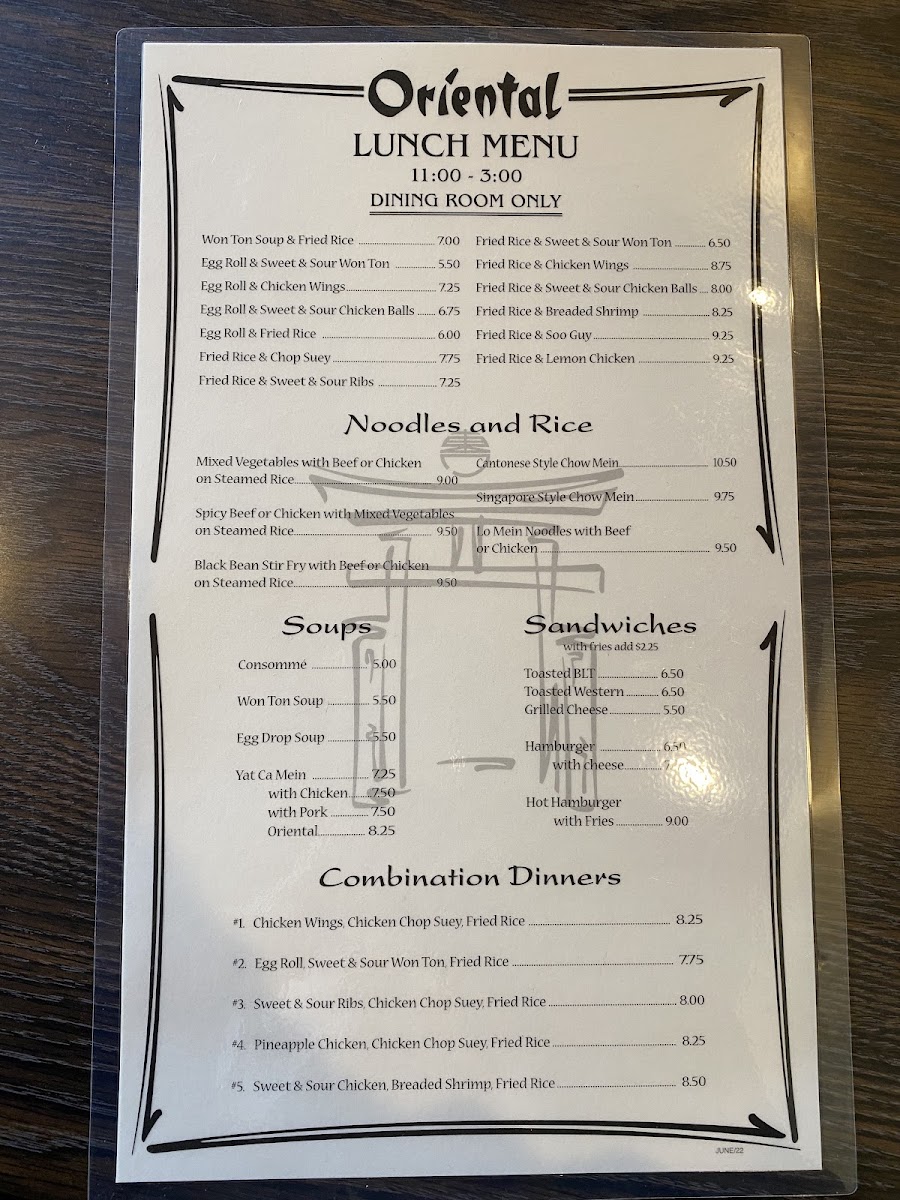 Oriental
LUNCH MENU
11:00 - 3:00
DINING ROOM ONLY
Won Ton Soup & Fried Rice 7.00
Egg Roll & Sweet & Sour Won Ton 5.50
Egg Roll & Chicken Wings 7.25
Egg Roll & Sweet & Sour Chicken Balls 6.75
Egg Roll & Fried Rice 6.00
Fried Rice & Chop Suey 7.75
Fried Rice & Sweet & Sour Ribs 7.25
Fried Rice & Sweet & Sour Won Ton 6.50
Fried Rice & Chicken Wings 8.75
Fried Rice & Sweet & Sour Chicken Balls 8.00
Fried Rice & Breaded Shrimp 8.25
Fried Rice & Soo Guy 9.25
Fried Rice & Lemon Chicken 9.25
Noodles and Rice
Mixed Vegetables with Beef or Chicken
on Steamed Rice 9.00
Spicy Beef or Chicken with Mixed Vegetables
on Steamed Rice 9.50
Black Bean Stir Fry with Beef or Chicken
on Steamed Rice 9.50
Cantonese Style Chow Mein 10.50
Singapore Style Chow Mein 9.75
Lo Mein Noodles with Beef
or Chicken 9.50
Soups
Consommé 5.00
Won Ton Soup 5.50
Egg Drop Soup 5.50
Yat Ca Mein 7.25
with Chicken 7.50
with Pork 7.50
Oriental 8.25
Sandwiches
with fries add $2.25
Toasted BLT 6.50
Toasted Western 6.50
Grilled Cheese 5.50
Hamburger 6.50
with cheese
Hot Hamburger
with Fries 9.00
Combination Dinners
#1. Chicken Wings, Chicken Chop Suey, Fried Rice 8.25
#2. Egg Roll, Sweet & Sour Won Ton, Fried Rice 7.75
#3. Sweet & Sour Ribs, Chicken Chop Suey, Fried Rice 8.00
#4. Pineapple Chicken, Chicken Chop Suey, Fried Rice 8.25
#5. Sweet & Sour Chicken, Breaded Shrimp, Fried Rice 8.50
JUNE/22